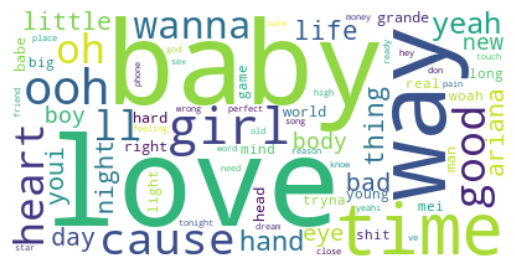 little
wanna
life
yeah
grande
new
babe
oh
big
baby
way
ooh
ll
boy
hard
girl
heart
youi
night
right
light
day
cause
hand
head
mind
body
world
love
time
good
thing
ariana
bad
eye
young
man
mei
shit
tryna
real
woah
long
place
god
sex
phone
game
high
sure
money
hey
don
ready
touch
pain
friend
wrong
perfect
feeling
old
song
word
reason
need
know
yeahi
tonight
dream
close
star
ve